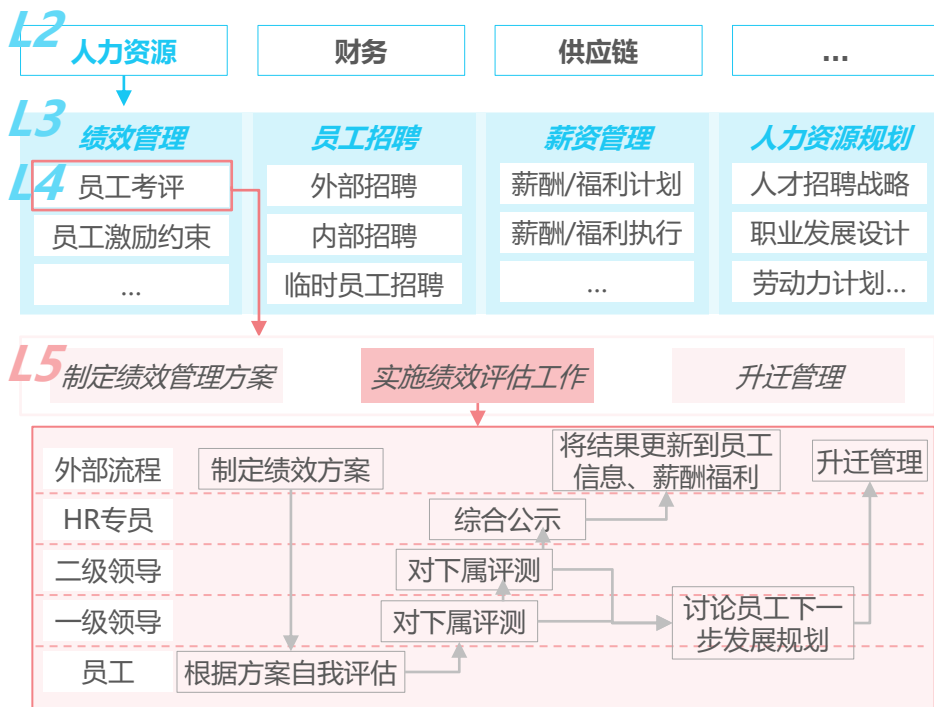 L2
人力资源
财务
供应链
...
L3
绩效管理
员工招聘
薪资管理
人力资源规划
L4
员工考评
外部招聘
薪酬/福利计划
人才招聘战略
员工激励约束
内部招聘
薪酬/福利执行
职业发展设计
...
临时员工招聘
...
劳动力计划...
L5
制定绩效管理方案
实施绩效评估工作
升迁管理
外部流程
制定绩效方案
将结果更新到员工
信息、薪酬福利
升迁管理
HR专员
综合公示
二级领导
对下属评测
一级领导
对下属评测
讨论员工下一
步发展规划
员工
根据方案自我评估